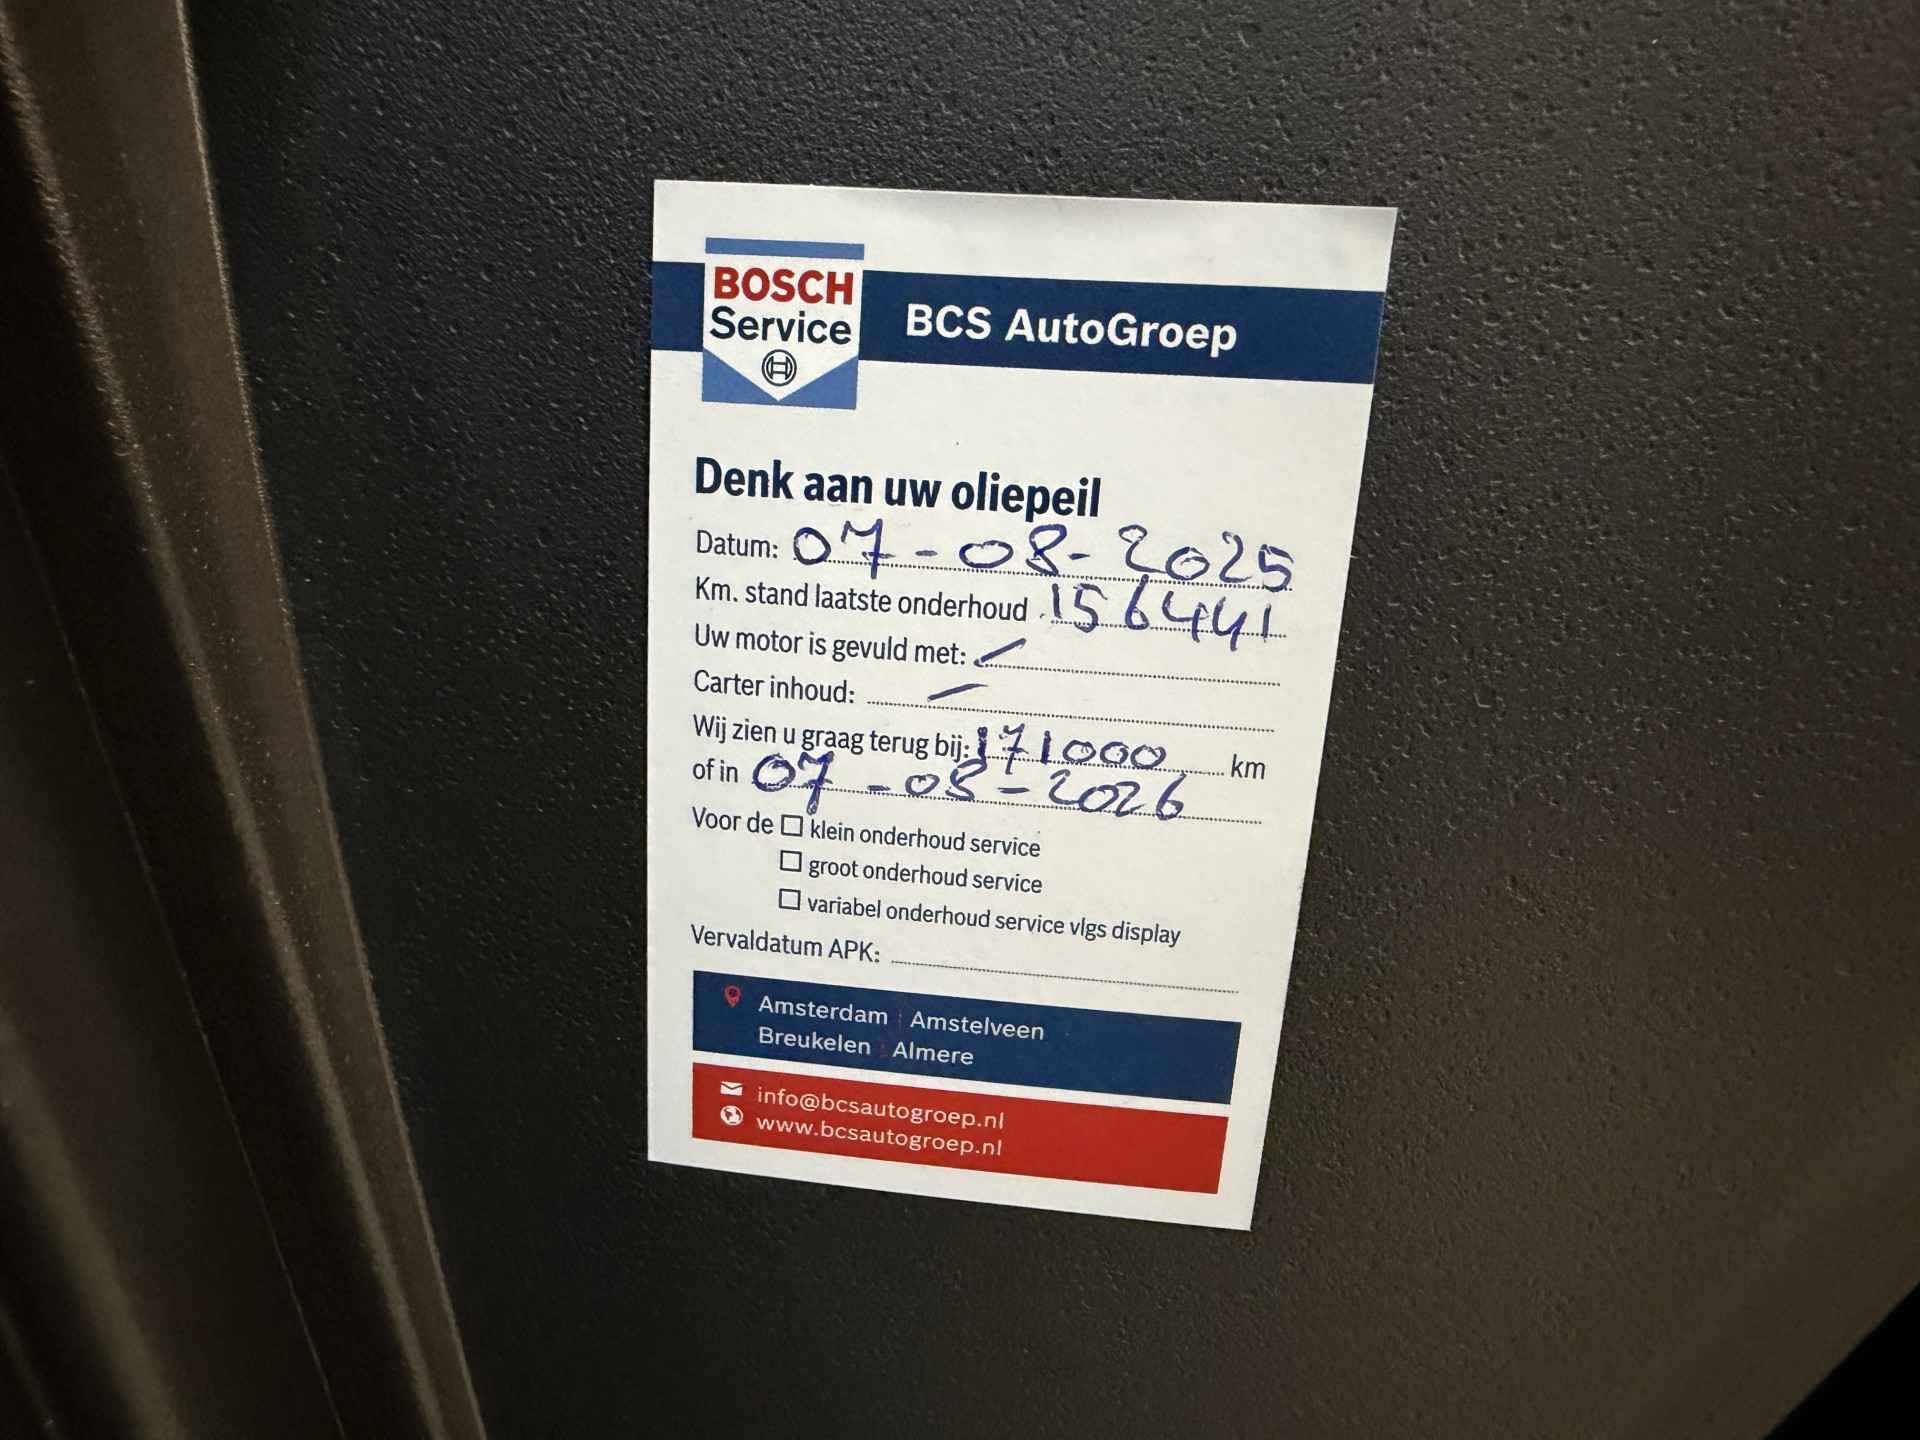 BOSCH
Service
BCS AutoGroep
Denk aan uw oliepeil
Datum: 07-08-2025
Km. stand laatste onderhoud 156441
Uw motor is gevuld met: /
Carter inhoud: /
Wij zien u graag terug bij: 171000 km
of in 07-08-2026
Voor de □ klein onderhoud service
□ groot onderhoud service
□ variabel onderhoud service vlgs display
Vervaldatum APK:
Amsterdam | Amstelveen
Breukelen | Almere
info@bcsautogroep.nl
www.bcsautogroep.nl